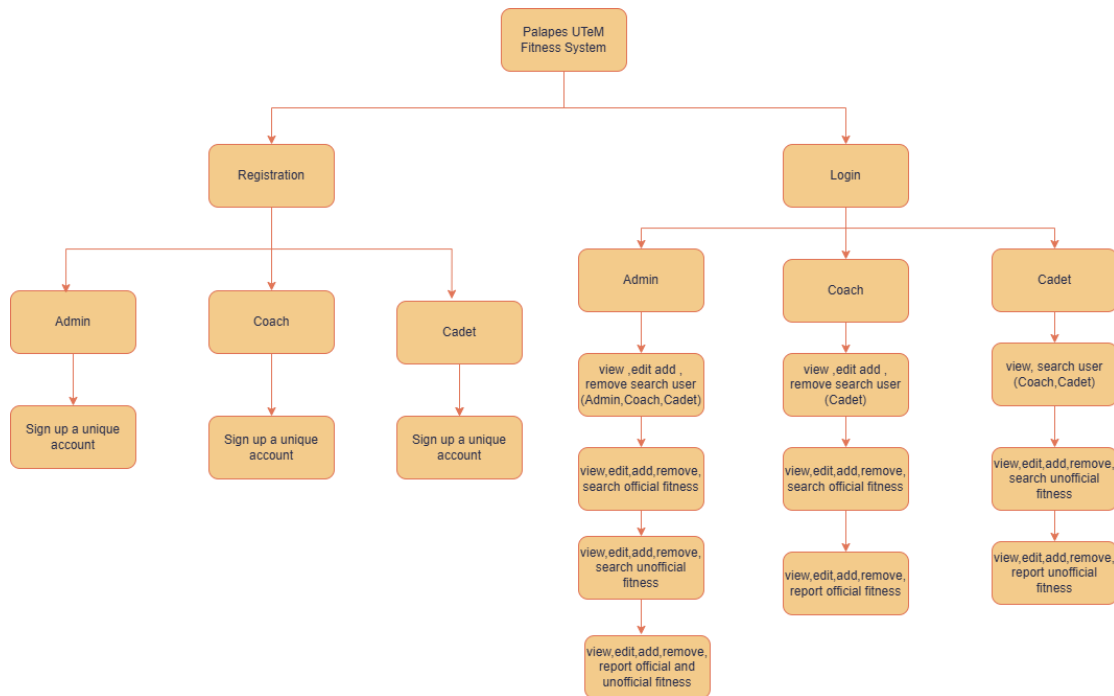 Palapes UTeM
Fitness System
Registration
Login
Admin
Coach
Cadet
Sign up a unique
account
Sign up a unique
account
Sign up a unique
account
Admin
Coach
Cadet
view ,edit add ,
remove search user
(Admin,Coach,Cadet)
view ,edit add ,
remove search user
(Cadet)
view, search user
(Coach,Cadet)
view,edit,add,remove,
search official fitness
view,edit,add,remove,
search official fitness
view,edit,add,remove,
search unofficial
fitness
view,edit,add,remove,
search unofficial
fitness
view,edit,add,remove,
report official fitness
view,edit,add,remove,
report unofficial
fitness
view,edit,add,remove,
report official and
unofficial fitness